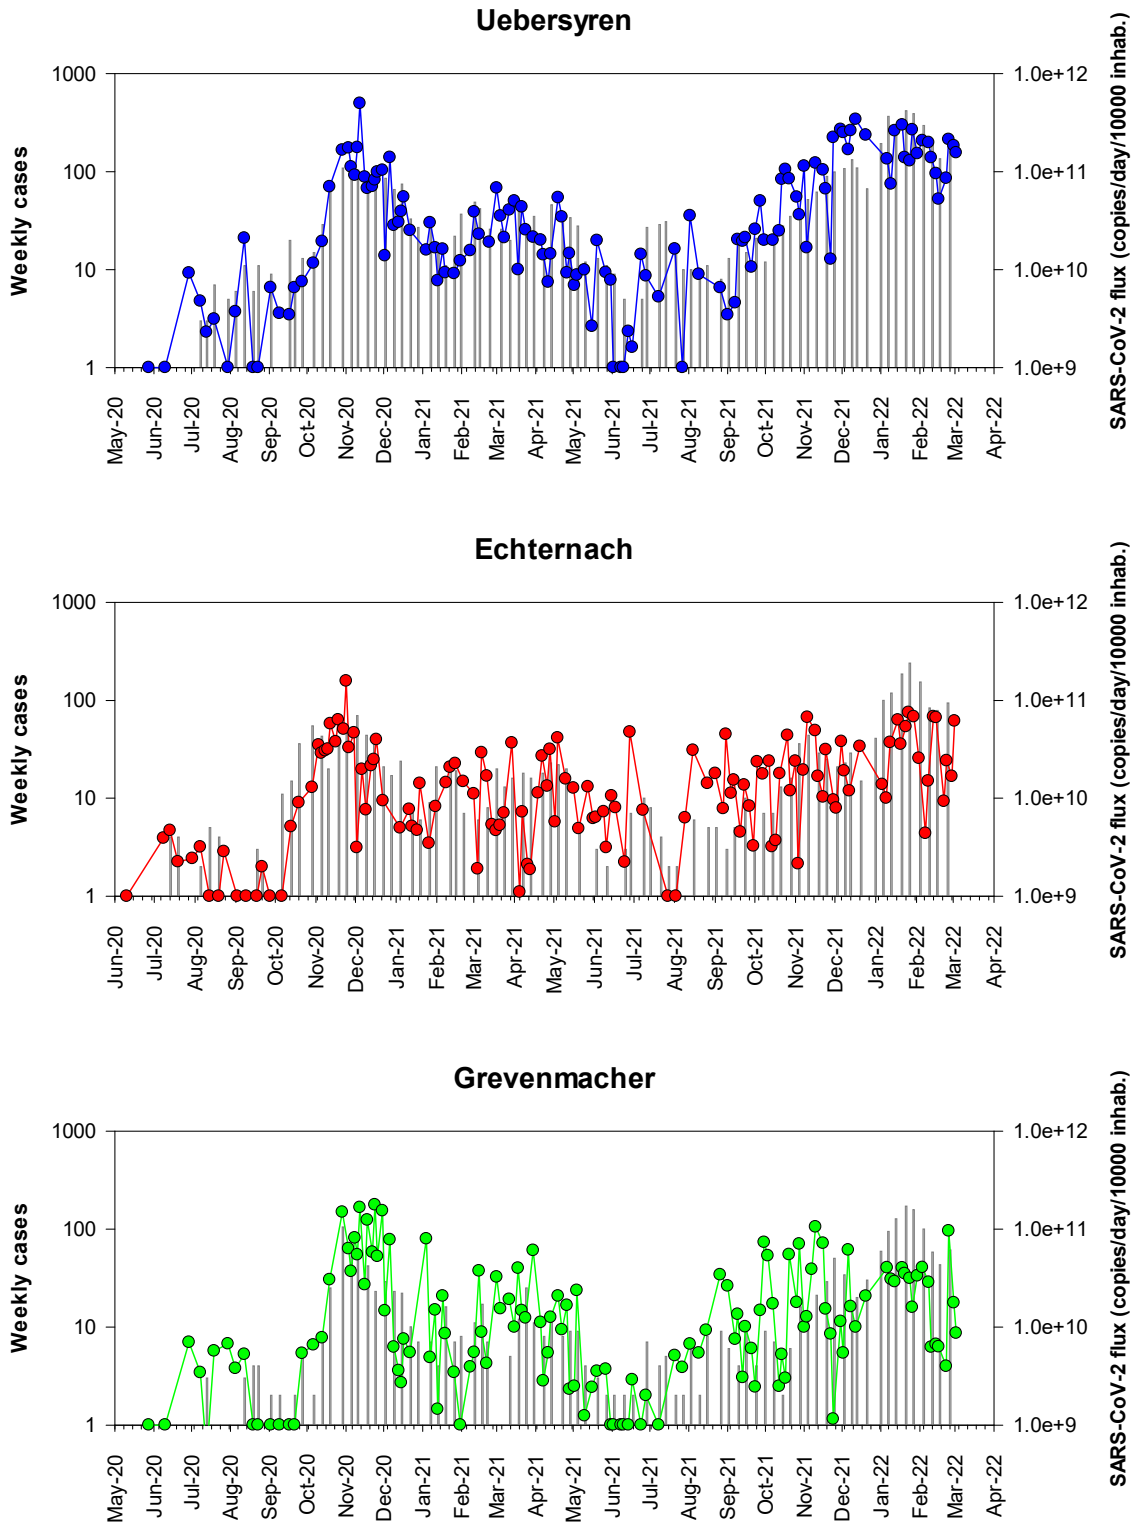 Uebersyren
Weekly cases
1000
100
10
1
1.0e+12
1.0e+11
1.0e+10
1.0e+9
SARS-CoV-2 flux (copies/day/10000 inhab.)
May-20
Jun-20
Jul-20
Aug-20
Sep-20
Oct-20
Nov-20
Dec-20
Jan-21
Feb-21
Mar-21
Apr-21
May-21
Jun-21
Jul-21
Aug-21
Sep-21
Oct-21
Nov-21
Dec-21
Jan-22
Feb-22
Mar-22
Apr-22
Echternach
Weekly cases
1000
100
10
1
1.0e+12
1.0e+11
1.0e+10
1.0e+9
SARS-CoV-2 flux (copies/day/10000 inhab.)
Jun-20
Jul-20
Aug-20
Sep-20
Oct-20
Nov-20
Dec-20
Jan-21
Feb-21
Mar-21
Apr-21
May-21
Jun-21
Jul-21
Aug-21
Sep-21
Oct-21
Nov-21
Dec-21
Jan-22
Feb-22
Mar-22
Apr-22
Grevenmacher
Weekly cases
1000
100
10
1
1.0e+12
1.0e+11
1.0e+10
1.0e+9
SARS-CoV-2 flux (copies/day/10000 inhab.)
May-20
Jun-20
Jul-20
Aug-20
Sep-20
Oct-20
Nov-20
Dec-20
Jan-21
Feb-21
Mar-21
Apr-21
May-21
Jun-21
Jul-21
Aug-21
Sep-21
Oct-21
Nov-21
Dec-21
Jan-22
Feb-22
Mar-22
Apr-22